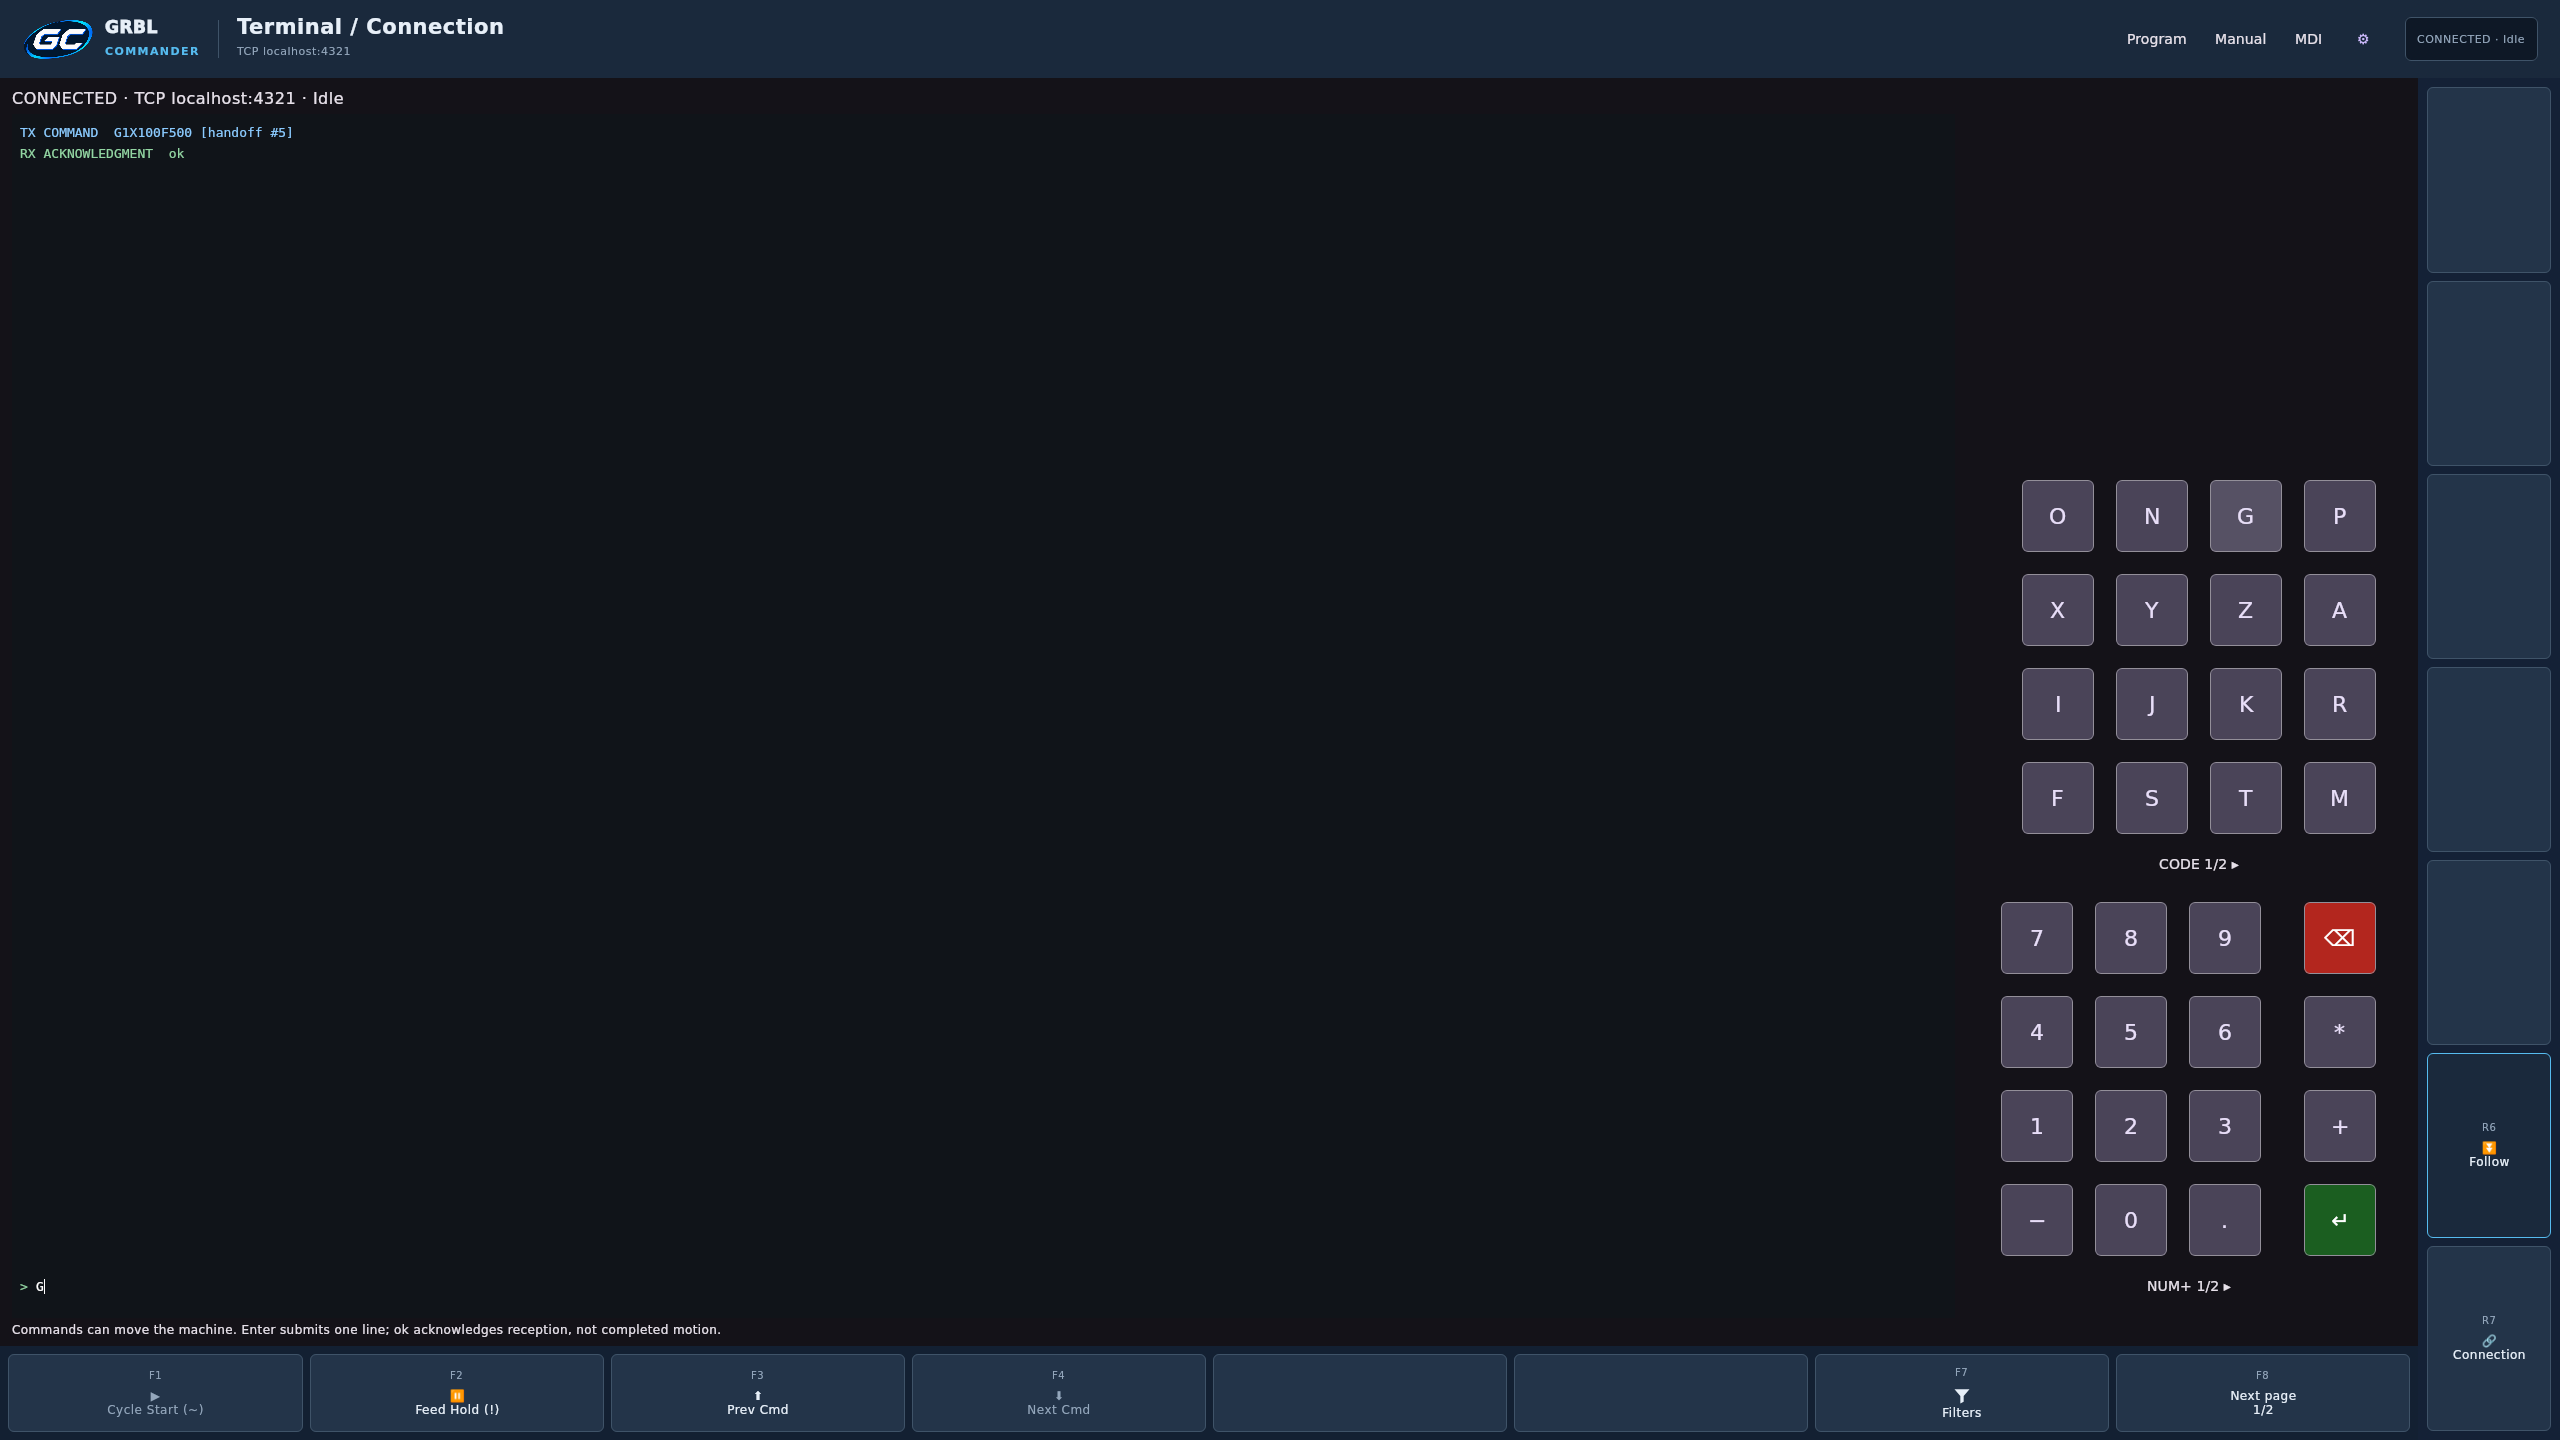 GC
GRBL
COMMANDER
Terminal / Connection
TCP localhost:4321
Program
Manual
MDI
CONNECTED · Idle
CONNECTED · TCP localhost:4321 · Idle
TX COMMAND  G1X100F500 [handoff #5]
RX ACKNOWLEDGMENT  ok
O N G P
X Y Z A
I J K R
F S T M
CODE 1/2 ▸
7 8 9 ⌫
4 5 6 *
1 2 3 +
− 0 . ↵
NUM+ 1/2 ▸
> G
Commands can move the machine. Enter submits one line; ok acknowledges reception, not completed motion.
R6
Follow
R7
Connection
F1
Cycle Start (~)
F2
Feed Hold (!)
F3
Prev Cmd
F4
Next Cmd
F7
Filters
F8
Next page
1/2